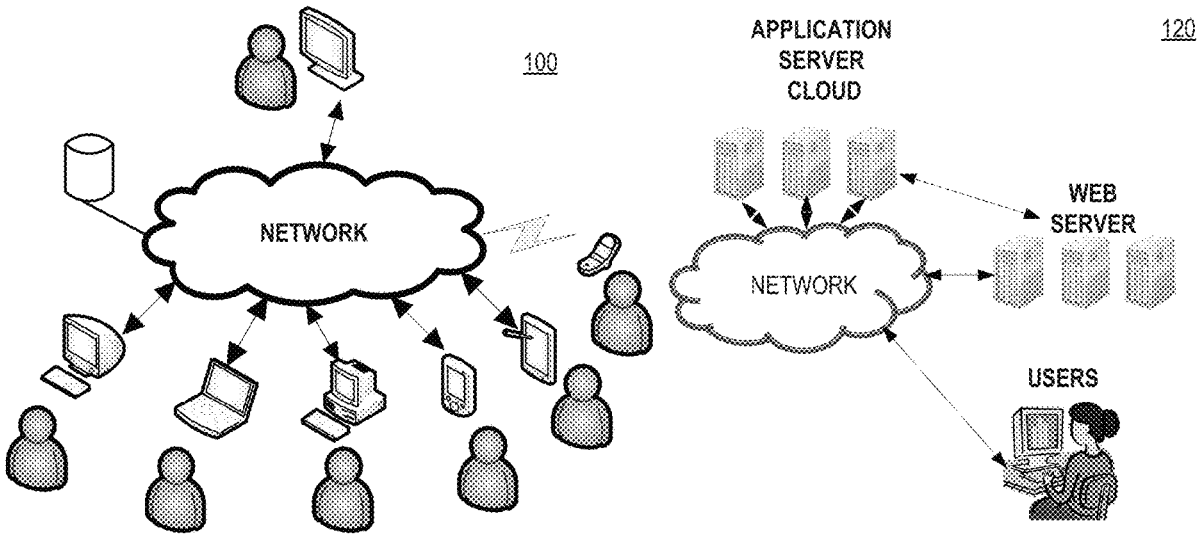 100
NETWORK
APPLICATION
SERVER
CLOUD
120
WEB
SERVER
NETWORK
USERS